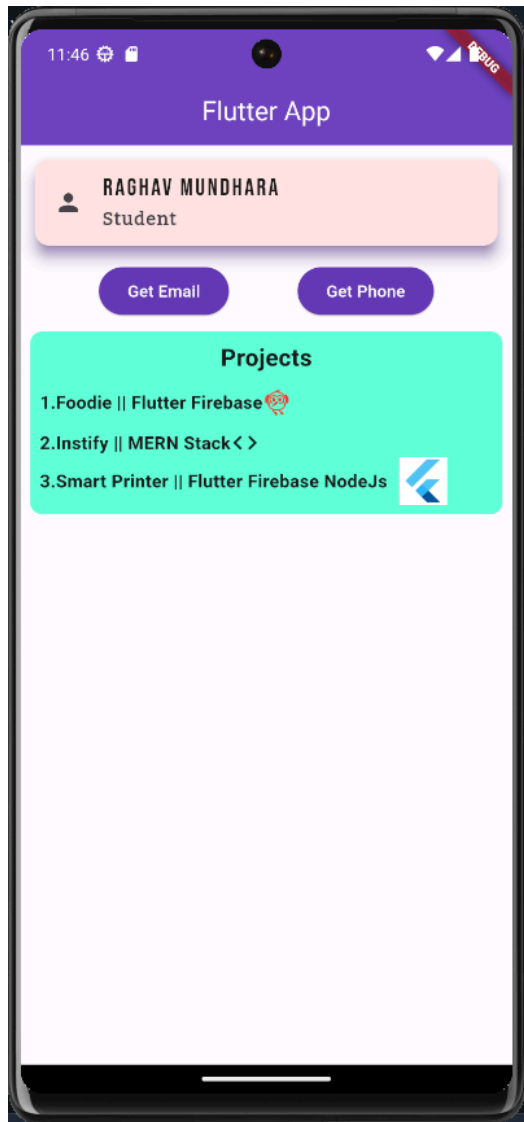 11:46
DEBUG
Flutter App
RAGHAV MUNDHARA
Student
Get Email
Get Phone
Projects
1.Foodie || Flutter Firebase
2.Instify || MERN Stack< >
3.Smart Printer || Flutter Firebase NodeJs